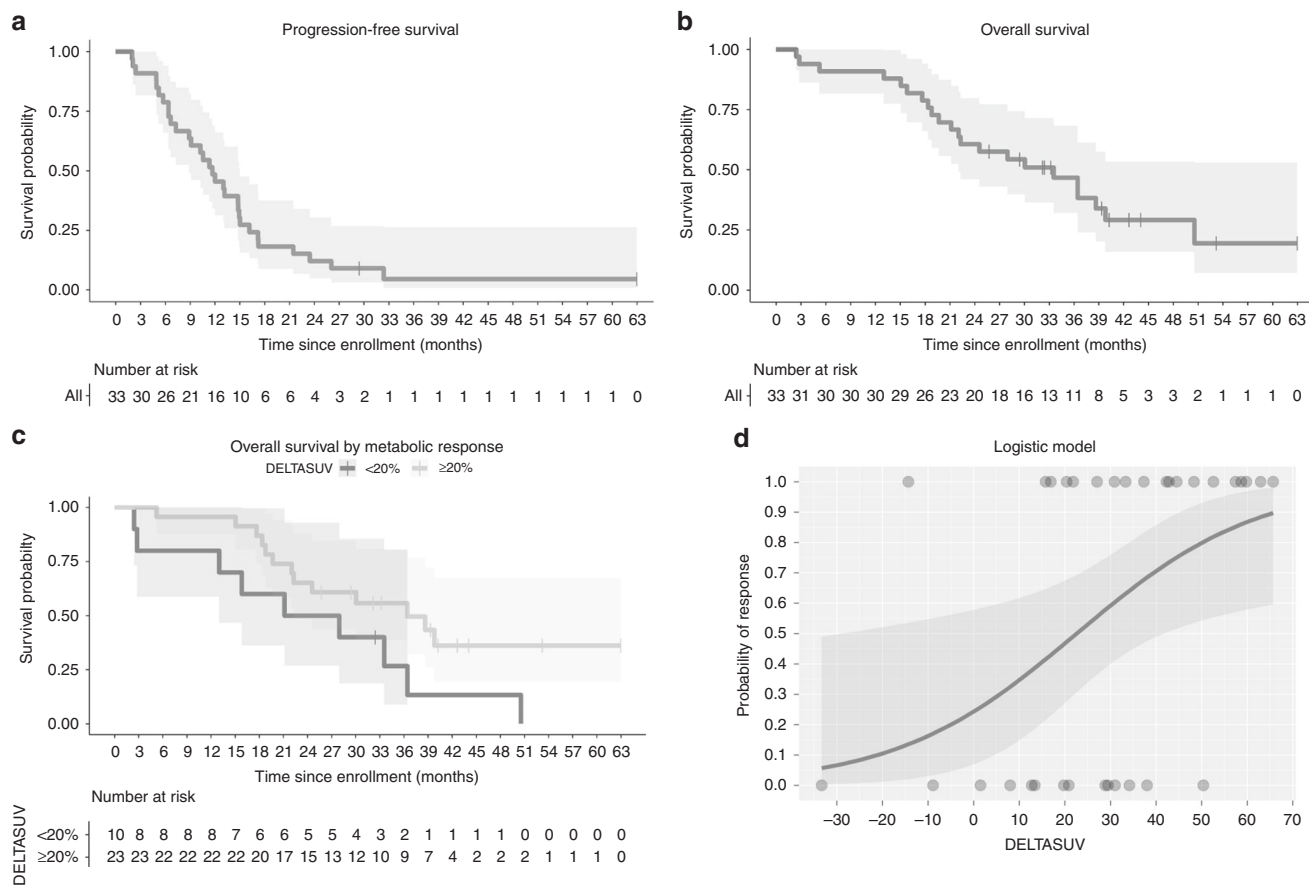 a
Progression-free survival
1.00
0.75
0.50
0.25
0.00
Survival probability
0 3 6 9 12 15 18 21 24 27 30 33 36 39 42 45 48 51 54 57 60 63
Time since enrollment (months)
Number at risk
All 33 30 26 21 16 10 6 6 4 3 2 1 1 1 1 1 1 1 1 1 1 0
b
Overall survival
1.00
0.75
0.50
0.25
0.00
Survival probability
0 3 6 9 12 15 18 21 24 27 30 33 36 39 42 45 48 51 57 54 60 63
Time since enrollment (months)
Number at risk
All 33 31 30 30 30 29 26 23 20 18 16 13 11 8 5 3 3 2 1 1 1 0
c
Overall survival by metabolic response
DELTASUV <20% ≥20%
1.00
0.75
0.50
0.25
0.00
Survival probabilty
0 3 6 9 12 15 18 21 24 27 30 33 36 39 42 45 48 51 54 57 60 63
Time since enrollment (months)
Number at risk
DELTASUV
<20% 10 8 8 8 8 7 6 6 5 5 4 3 2 1 1 1 1 0 0 0 0 0
≥20% 23 23 22 22 22 22 20 17 15 13 12 10 9 7 4 2 2 2 1 1 1 0
d
Logistic model
1.0
0.9
0.8
0.7
0.6
0.5
0.4
0.3
0.2
0.1
0.0
Probability of response
–30 –20 –10 0 10 20 30 40 50 60 70
DELTASUV